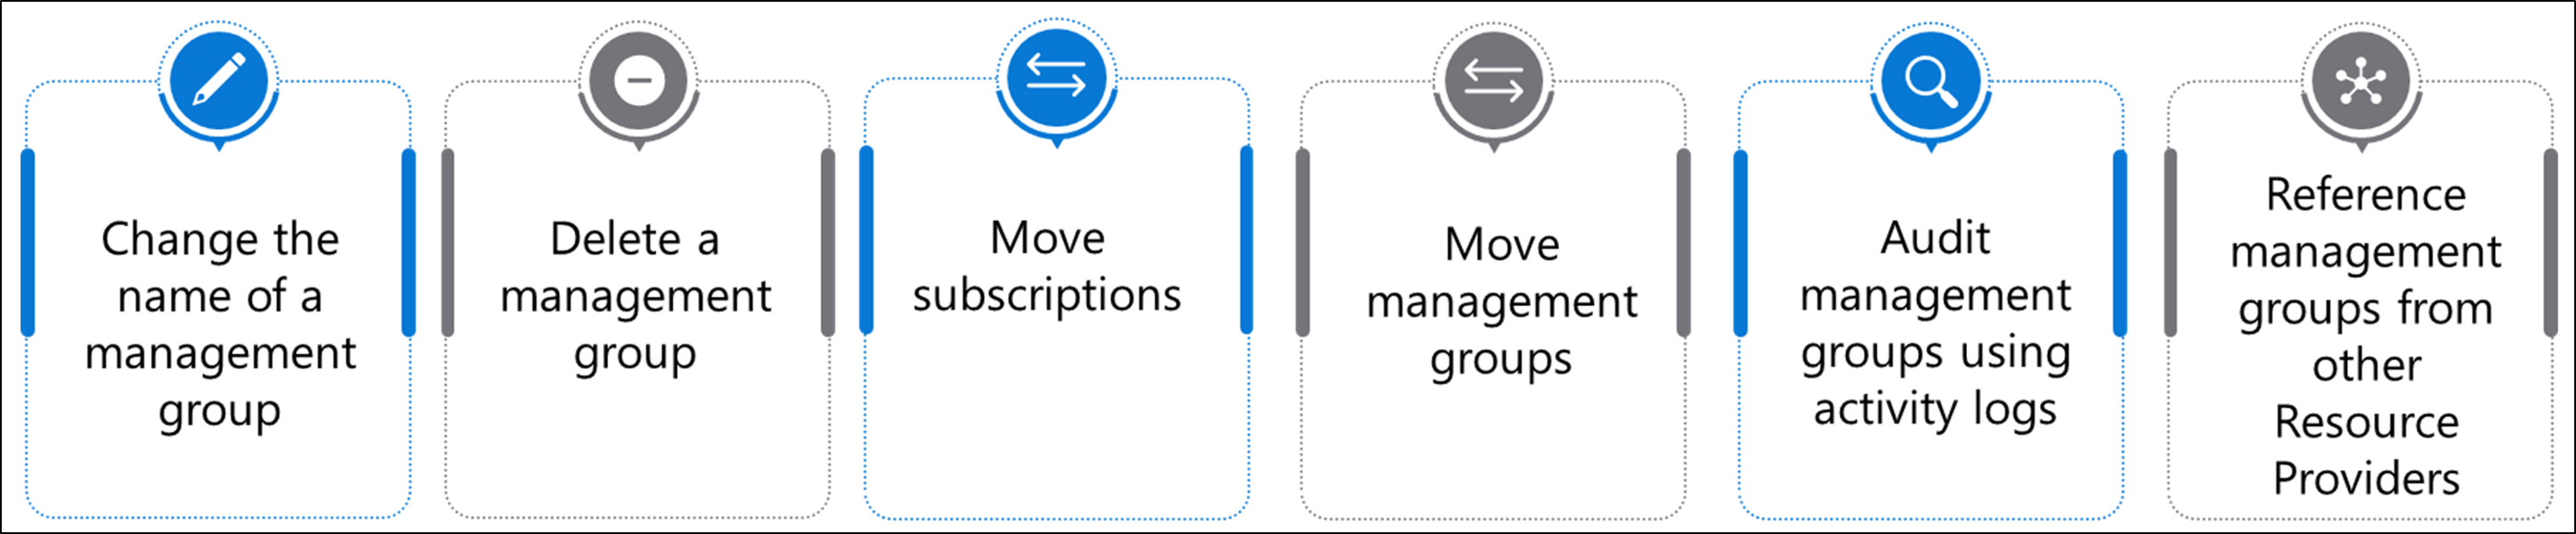 Change the
name of a
management
group
Delete a
management
group
Move
subscriptions
Move
management
groups
Audit
management
groups using
activity logs
Reference
management
groups from
other
Resource
Providers